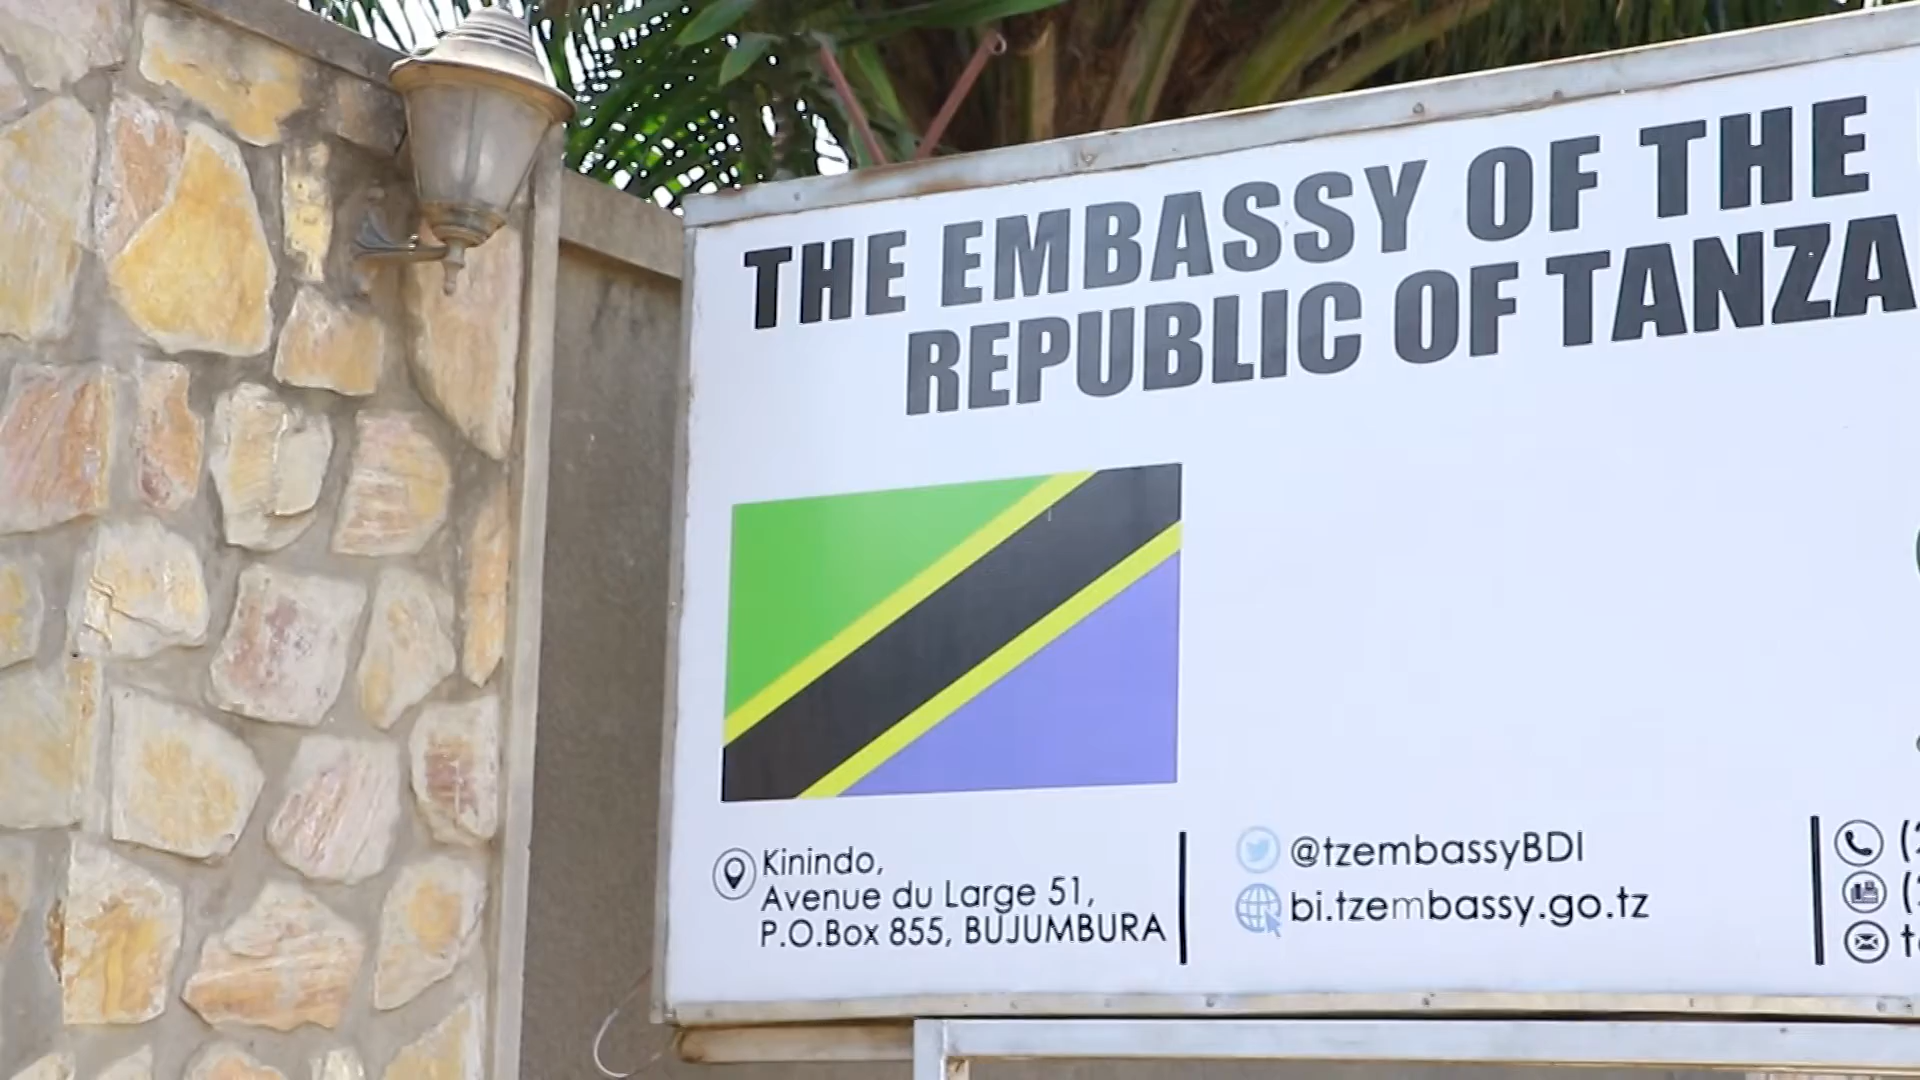 THE EMBASSY OF THE
REPUBLIC OF TANZA
Kinindo,
Avenue du Large 51,
P.O.Box 855, BUJUMBURA
@tzembassyBDI
bi.tzembassy.go.tz